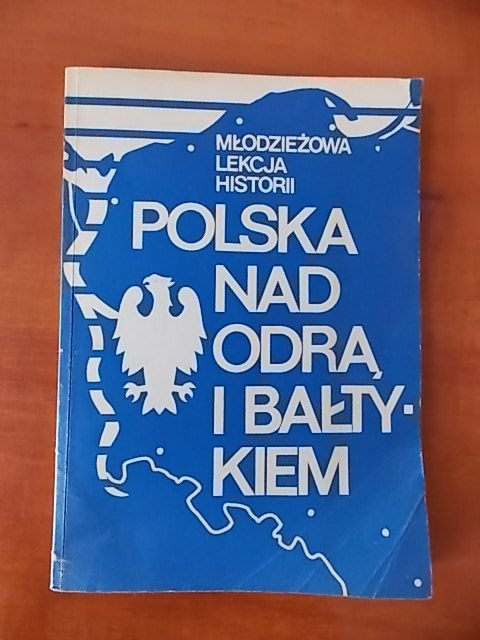 MŁODZIEŻOWA
LEKCJA
HISTORII
POLSKA
NAD
ODRĄ
I BAŁTY-
KIEM